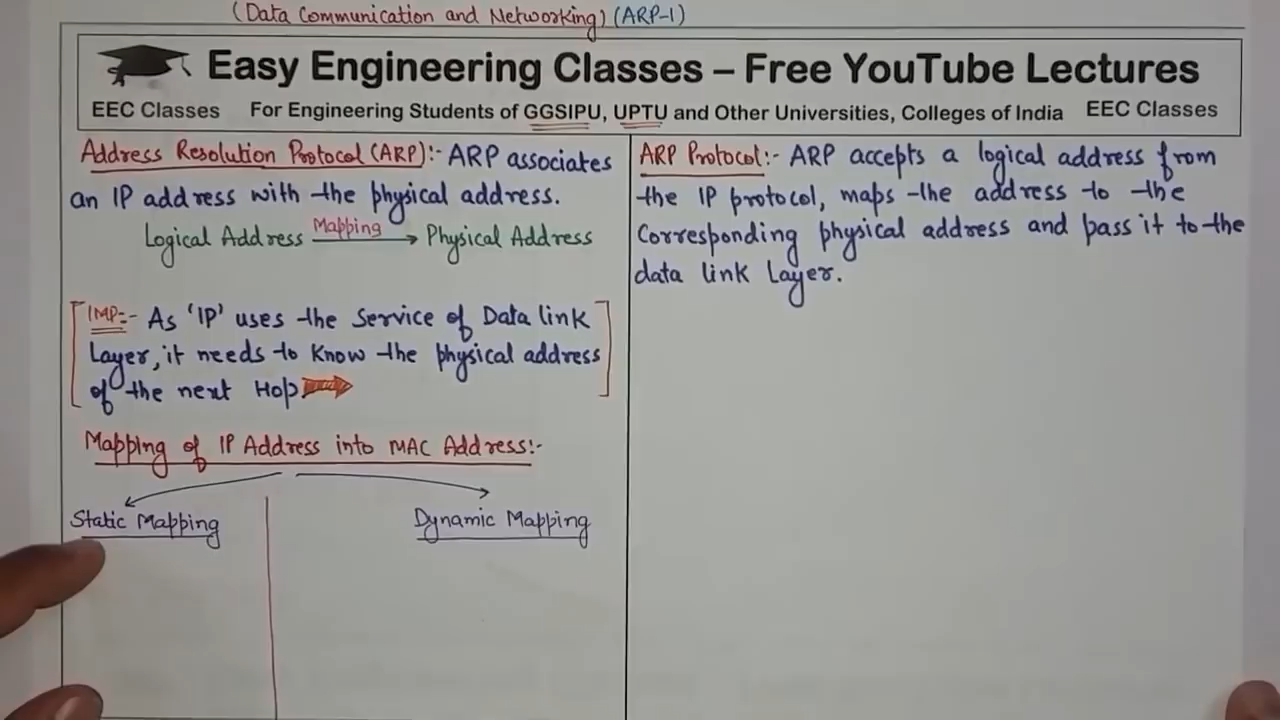 (Data Communication and Networking) (ARP-1)
Easy Engineering Classes – Free YouTube Lectures
EEC Classes For Engineering Students of GGSIPU, UPTU and Other Universities, Colleges of India EEC Classes
Address Resolution Protocol (ARP):- ARP associates
an IP address with the physical address.
Logical Address Mapping Physical Address
[IMP:- As 'IP' uses the Service of Data link
Layer, it needs to know the physical address
of the next Hop]
Mapping of IP Address into MAC Address:-
Static Mapping
Dynamic Mapping
ARP Protocol:- ARP accepts a logical address from
the IP protocol, maps the address to the
Corresponding physical address and pass it to the
data link Layer.